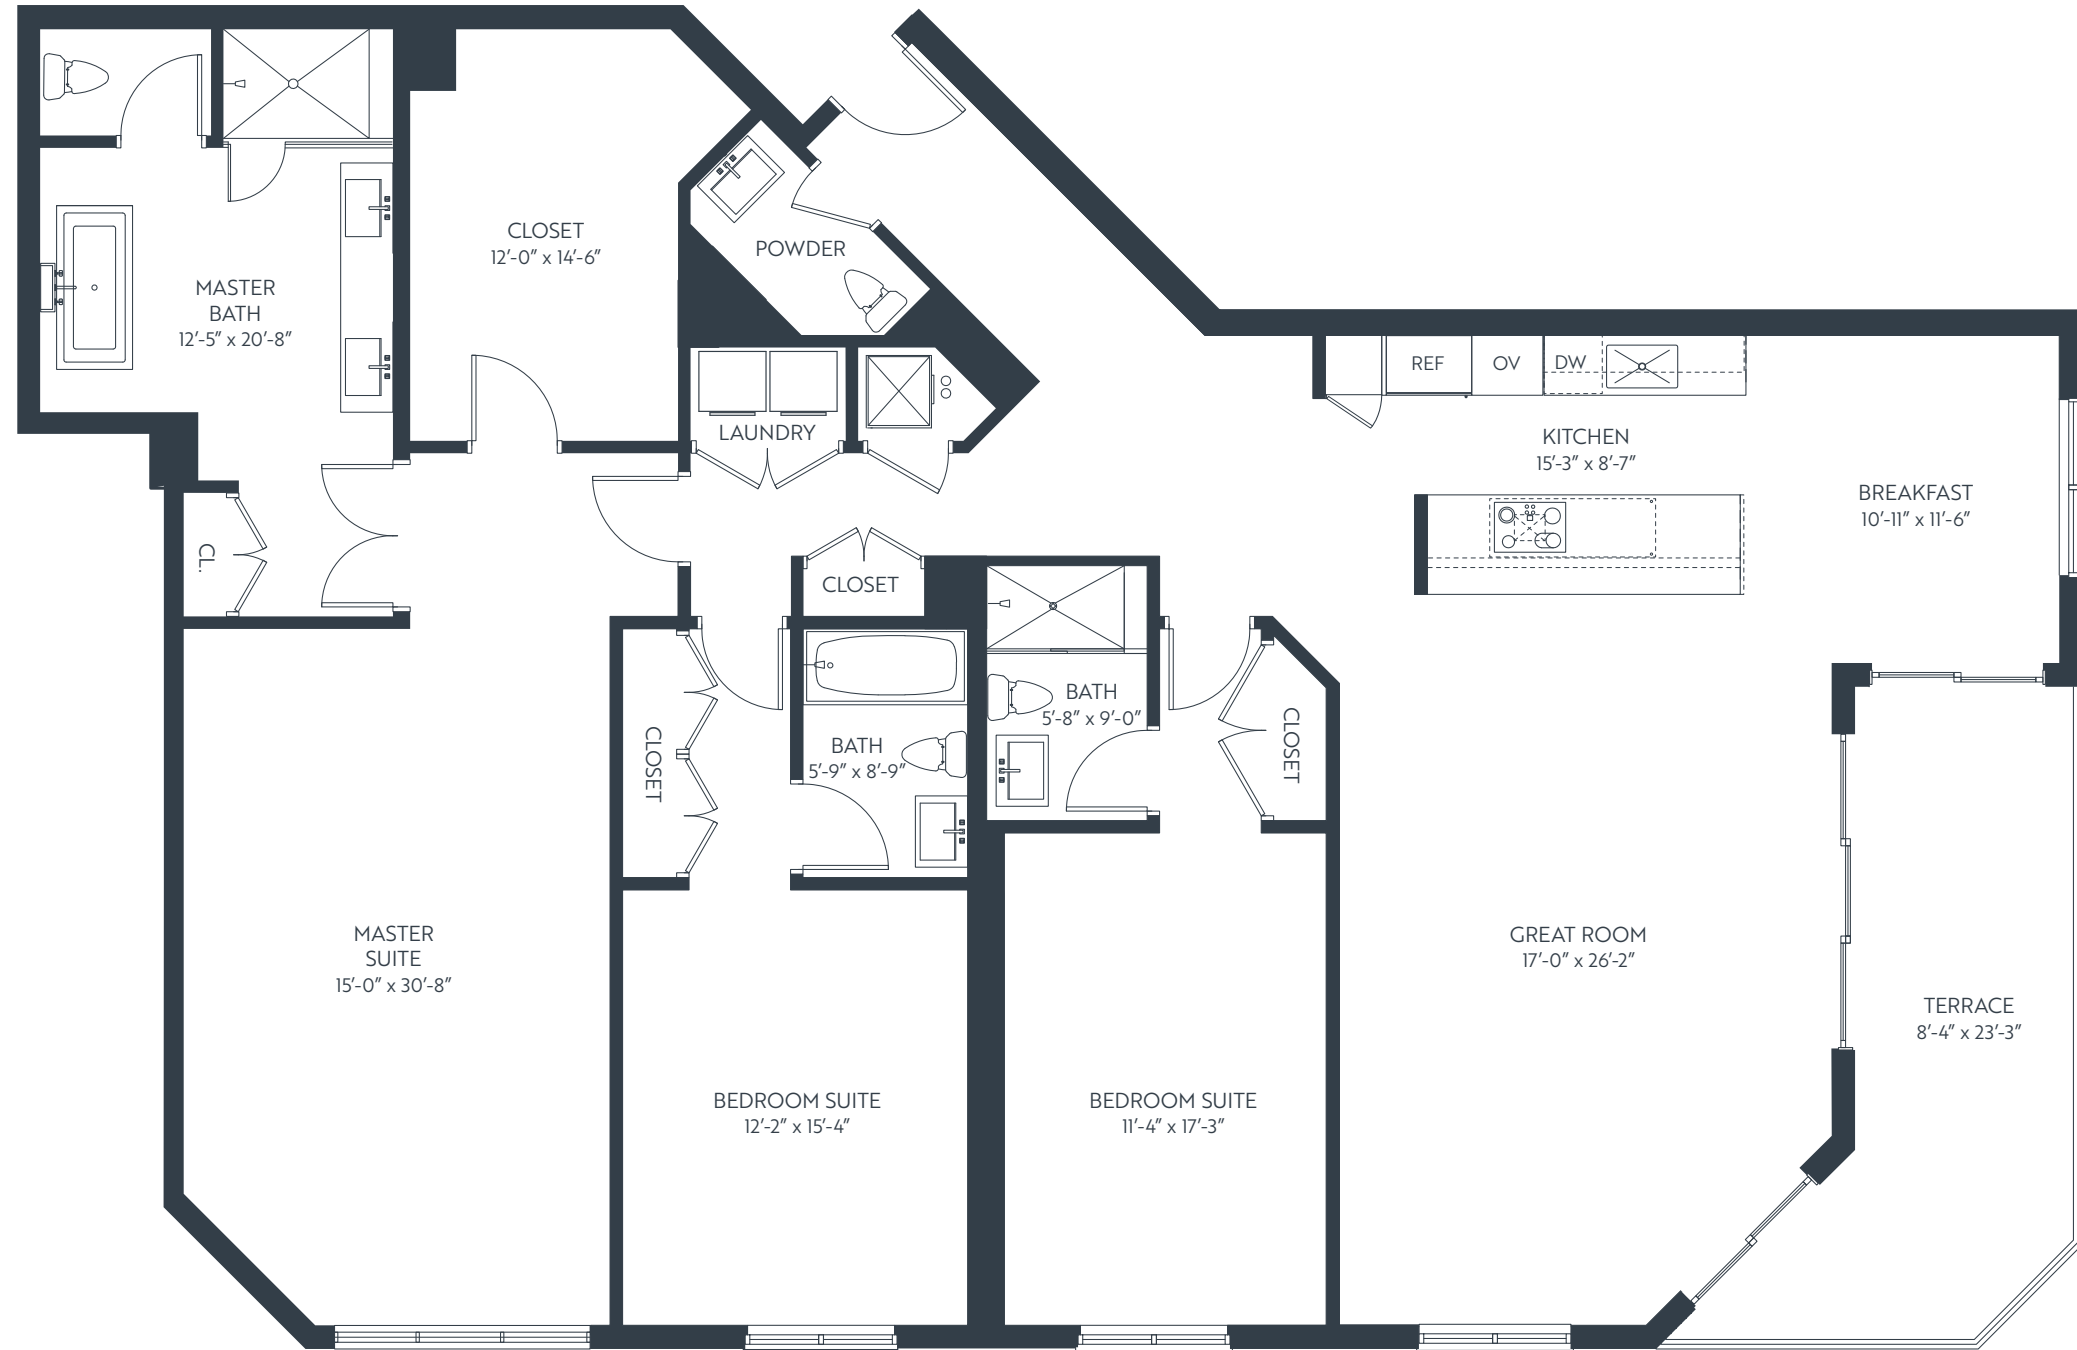 CLOSET
12′-0″ x 14′-6″
POWDER
MASTER
BATH
12′-5″ x 20′-8″
REF
OV
DW
LAUNDRY
KITCHEN
15′-3″ x 8′-7″
BREAKFAST
10′-11″ x 11′-6″
CL.
CLOSET
BATH
5′-8″ x 9′-0″
CLOSET
BATH
5′-9″ x 8′-9″
CLOSET
MASTER
SUITE
15′-0″ x 30′-8″
GREAT ROOM
17′-0″ x 26′-2″
TERRACE
8′-4″ x 23′-3″
BEDROOM SUITE
12′-2″ x 15′-4″
BEDROOM SUITE
11′-4″ x 17′-3″